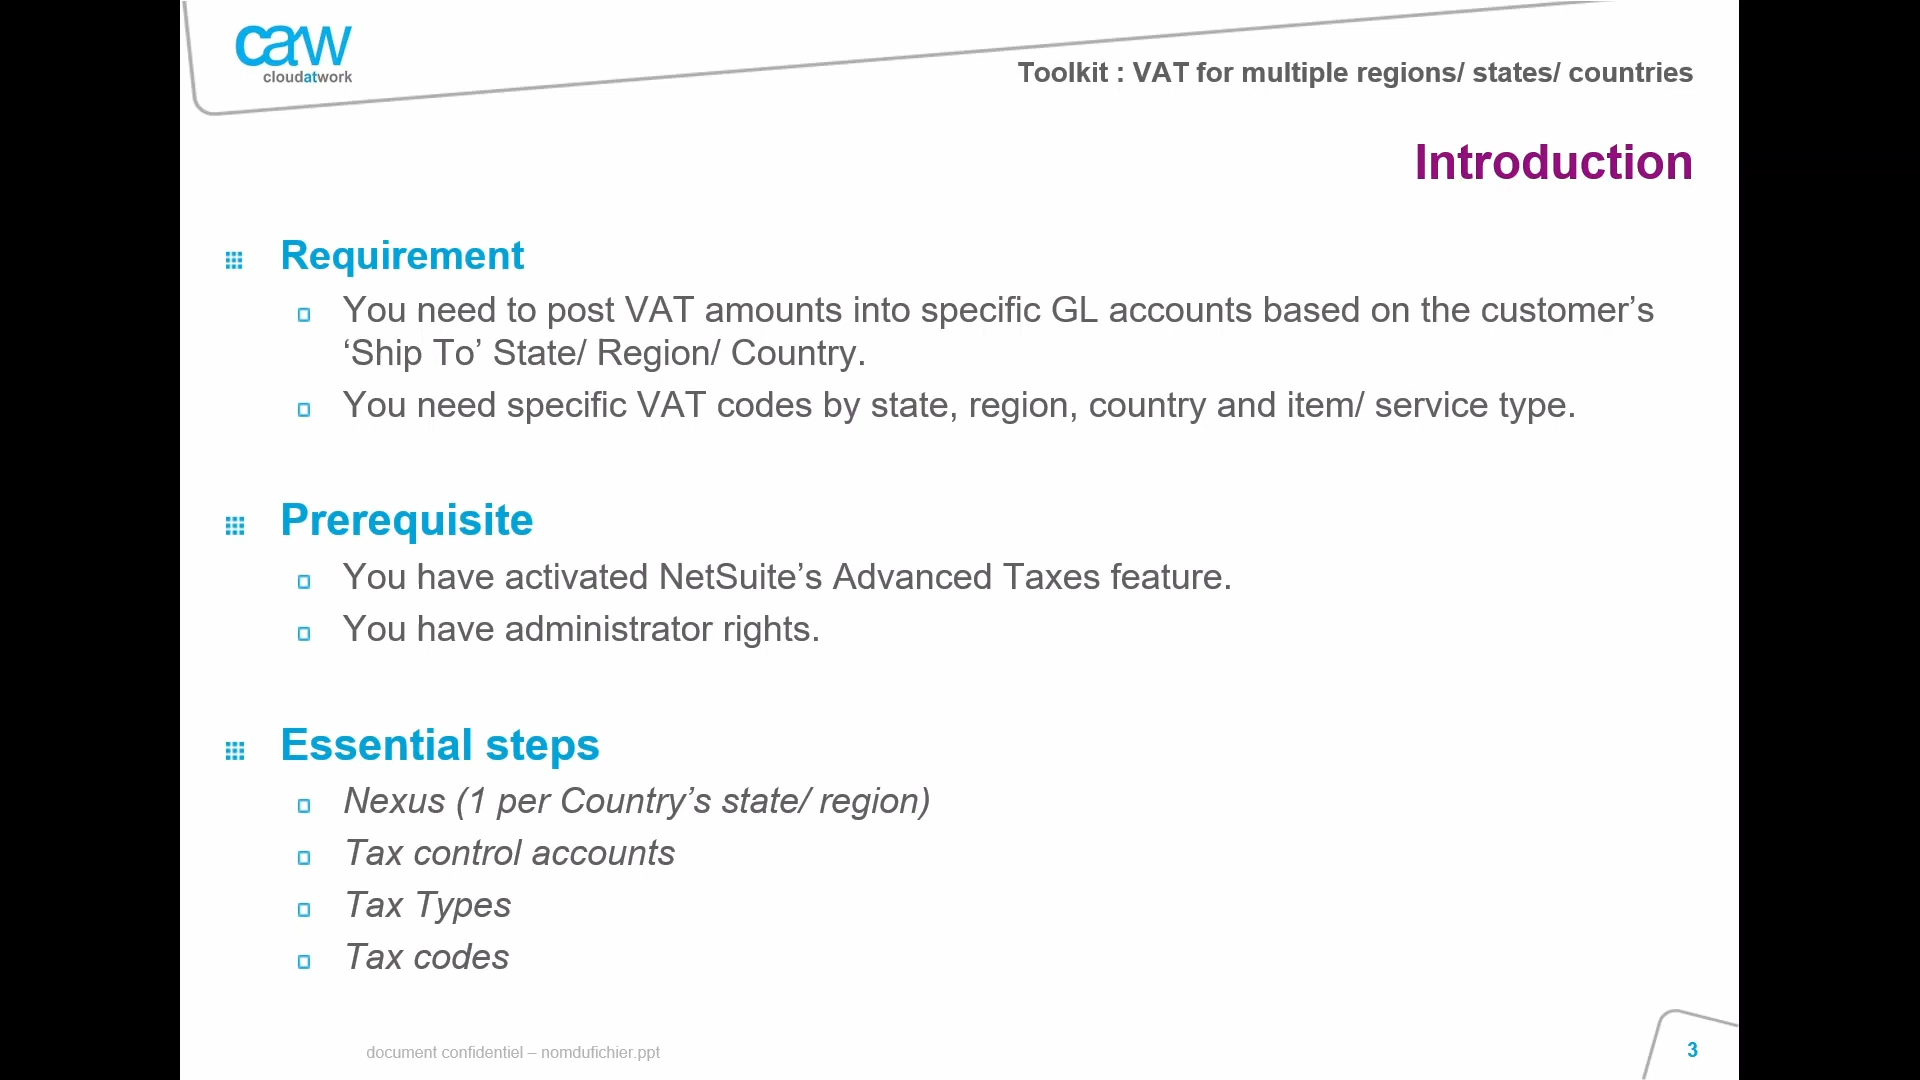 caw
cloudatwork
Toolkit : VAT for multiple regions/ states/ countries
Introduction
Requirement
You need to post VAT amounts into specific GL accounts based on the customer’s
‘Ship To’ State/ Region/ Country.
You need specific VAT codes by state, region, country and item/ service type.
Prerequisite
You have activated NetSuite’s Advanced Taxes feature.
You have administrator rights.
Essential steps
Nexus (1 per Country’s state/ region)
Tax control accounts
Tax Types
Tax codes
document confidentiel – nomdufichier.ppt
3